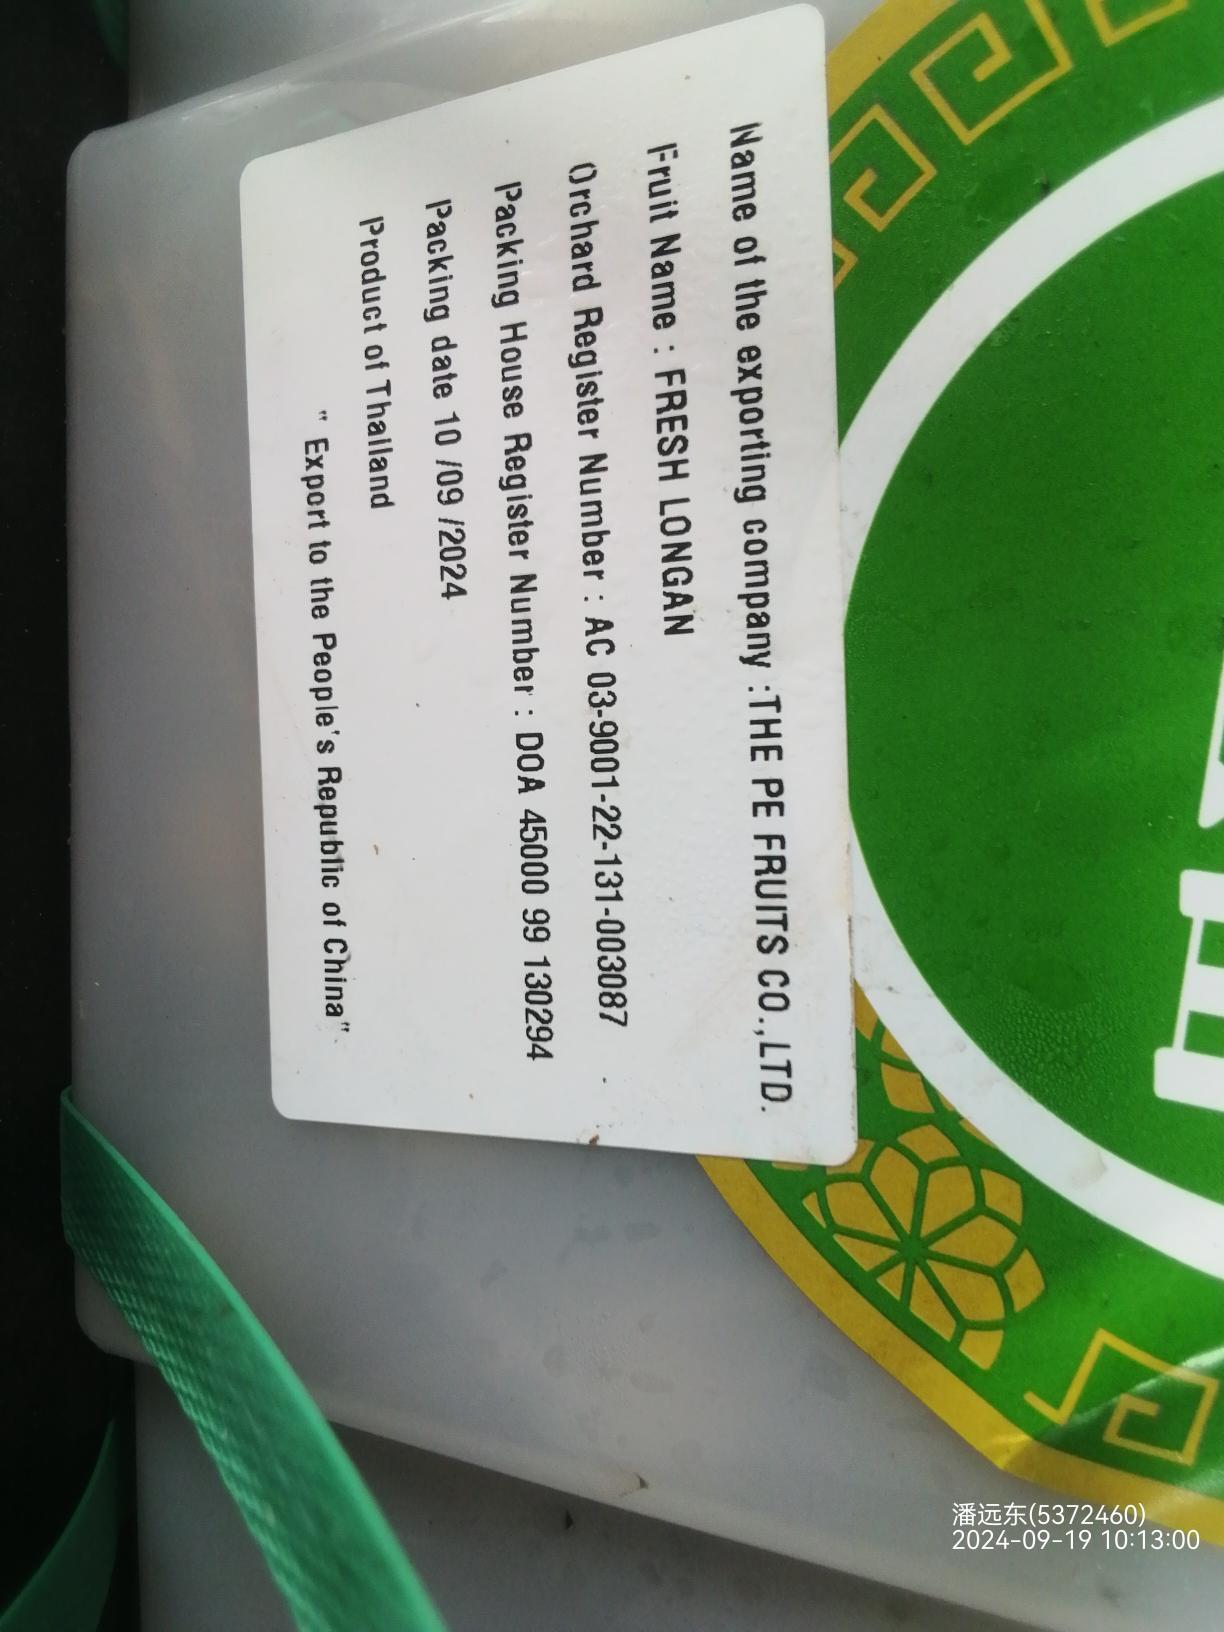 Name of the exporting company :THE PE FRUITS CO.,LTD.
Fruit Name : FRESH LONGAN
Orchard Register Number : AC 03-9001-22-131-003087
Packing House Register Number : DOA 45000 99 130294
Packing date 10 /09 /2024
Product of Thailand
" Export to the People's Republic of China"
潘远东(5372460)
2024-09-19 10:13:00